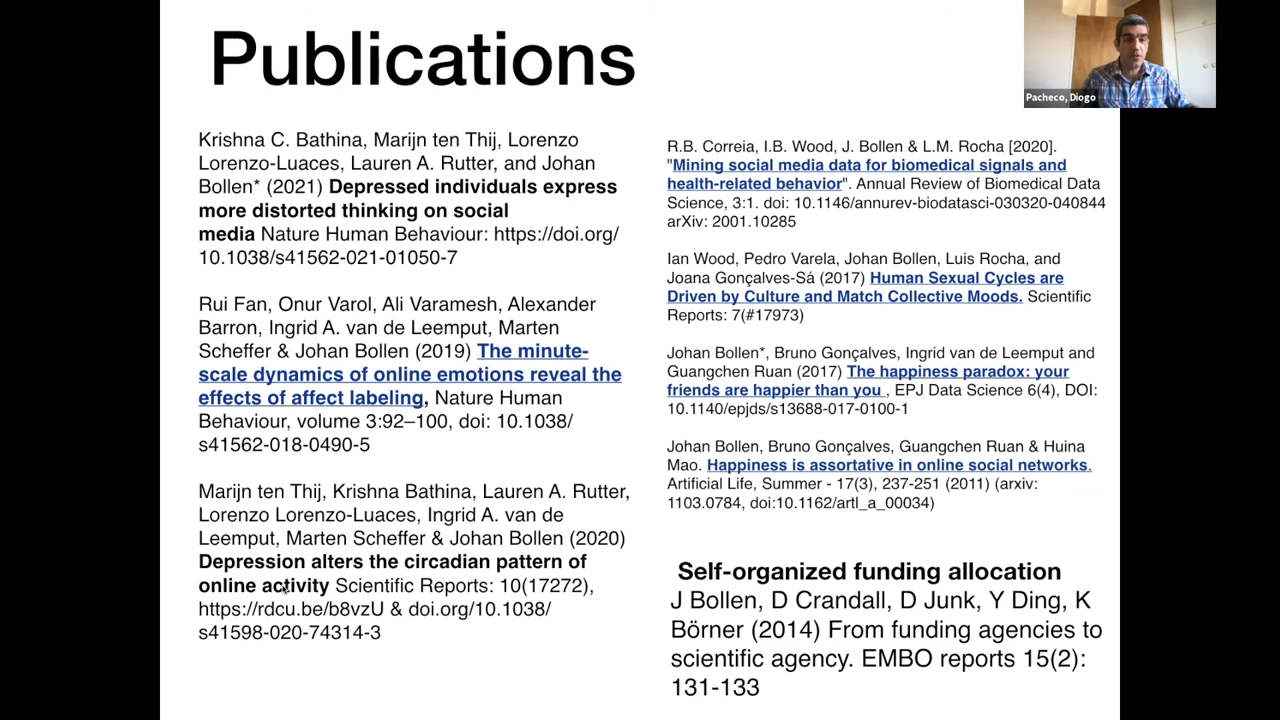 Publications
Pacheco, Diogo
Krishna C. Bathina, Marijn ten Thij, Lorenzo
Lorenzo-Luaces, Lauren A. Rutter, and Johan
Bollen* (2021) Depressed individuals express
more distorted thinking on social
media Nature Human Behaviour: https://doi.org/
10.1038/s41562-021-01050-7
Rui Fan, Onur Varol, Ali Varamesh, Alexander
Barron, Ingrid A. van de Leemput, Marten
Scheffer & Johan Bollen (2019) The minute-
scale dynamics of online emotions reveal the
effects of affect labeling, Nature Human
Behaviour, volume 3:92–100, doi: 10.1038/
s41562-018-0490-5
Marijn ten Thij, Krishna Bathina, Lauren A. Rutter,
Lorenzo Lorenzo-Luaces, Ingrid A. van de
Leemput, Marten Scheffer & Johan Bollen (2020)
Depression alters the circadian pattern of
online activity Scientific Reports: 10(17272),
https://rdcu.be/b8vzU & doi.org/10.1038/
s41598-020-74314-3
R.B. Correia, I.B. Wood, J. Bollen & L.M. Rocha [2020].
"Mining social media data for biomedical signals and
health-related behavior". Annual Review of Biomedical Data
Science, 3:1. doi: 10.1146/annurev-biodatasci-030320-040844
arXiv: 2001.10285
Ian Wood, Pedro Varela, Johan Bollen, Luis Rocha, and
Joana Gonçalves-Sá (2017) Human Sexual Cycles are
Driven by Culture and Match Collective Moods. Scientific
Reports: 7(#17973)
Johan Bollen*, Bruno Gonçalves, Ingrid van de Leemput and
Guangchen Ruan (2017) The happiness paradox: your
friends are happier than you , EPJ Data Science 6(4), DOI:
10.1140/epjds/s13688-017-0100-1
Johan Bollen, Bruno Gonçalves, Guangchen Ruan & Huina
Mao. Happiness is assortative in online social networks.
Artificial Life, Summer - 17(3), 237-251 (2011) (arxiv:
1103.0784, doi:10.1162/artl_a_00034)
Self-organized funding allocation
J Bollen, D Crandall, D Junk, Y Ding, K
Börner (2014) From funding agencies to
scientific agency. EMBO reports 15(2):
131-133